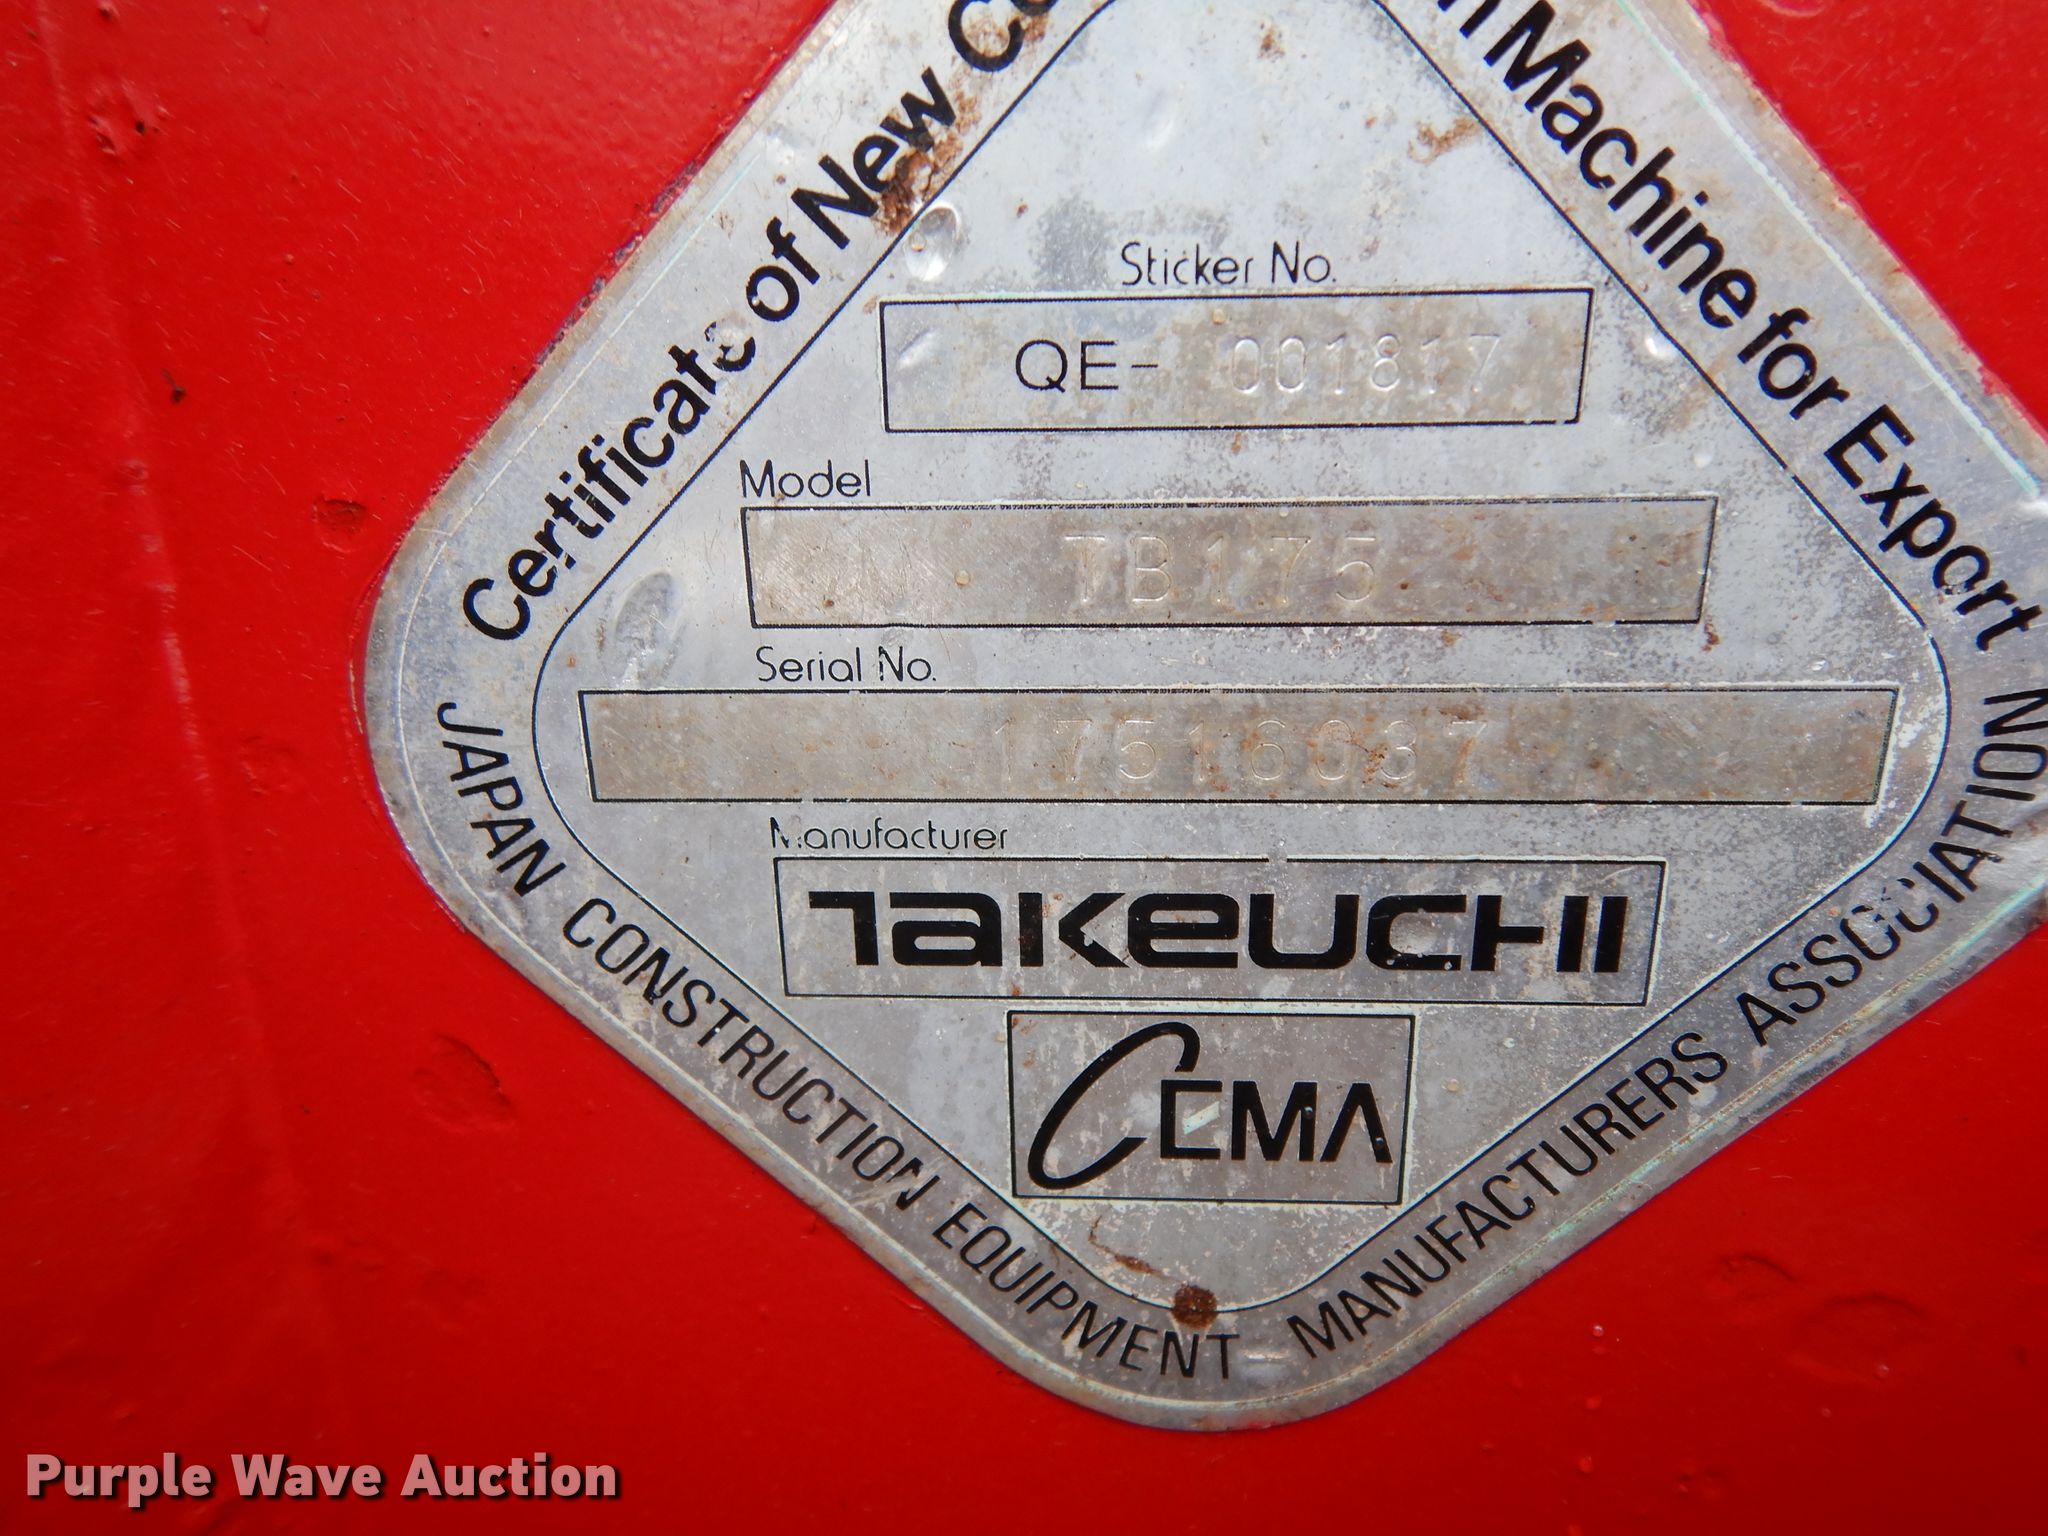 Certificate of New
Machine for Export
Sticker No.
QE- 001817
Model
TB175
Serial No.
17516037
Manufacturer
TAKEUCHI
CEMA
JAPAN CONSTRUCTION EQUIPMENT MANUFACTURERS ASSOCIATION
Purple Wave Auction